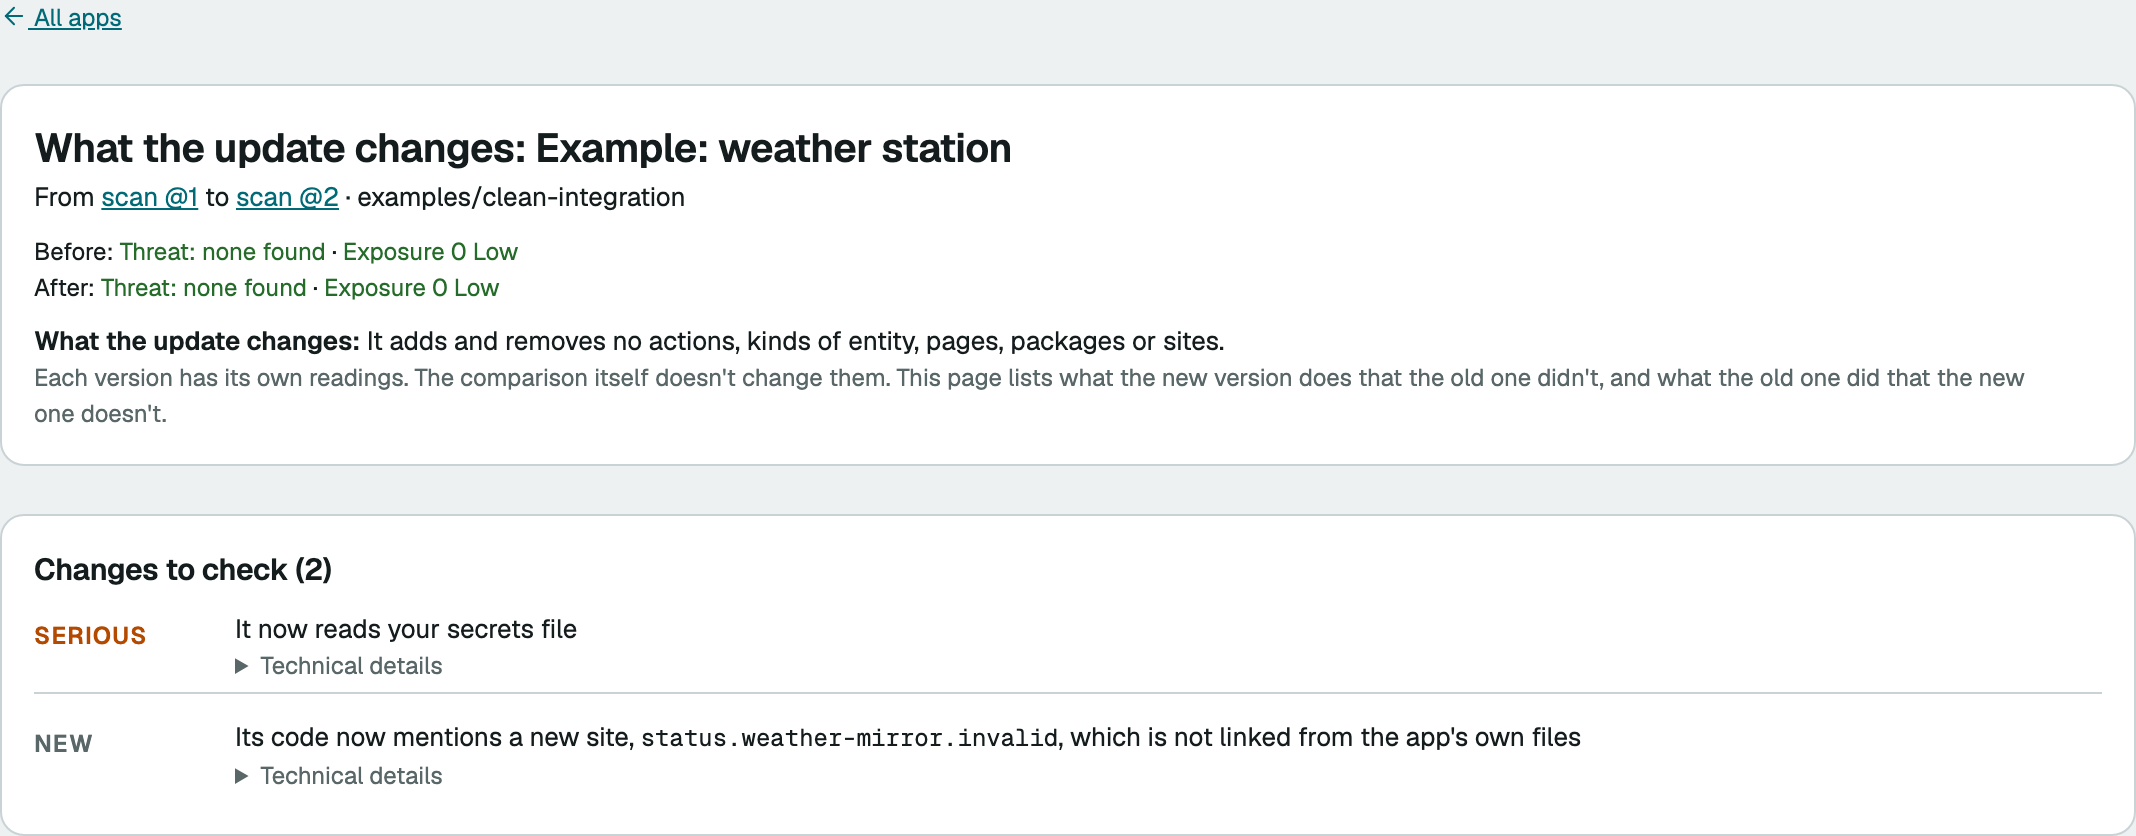 ← All apps
What the update changes: Example: weather station
From scan @1 to scan @2 · examples/clean-integration
Before: Threat: none found · Exposure 0 Low
After: Threat: none found · Exposure 0 Low
What the update changes: It adds and removes no actions, kinds of entity, pages, packages or sites.
Each version has its own readings. The comparison itself doesn't change them. This page lists what the new version does that the old one didn't, and what the old one did that the new
one doesn't.
Changes to check (2)
SERIOUS It now reads your secrets file
▶ Technical details
NEW Its code now mentions a new site, status.weather-mirror.invalid, which is not linked from the app's own files
▶ Technical details